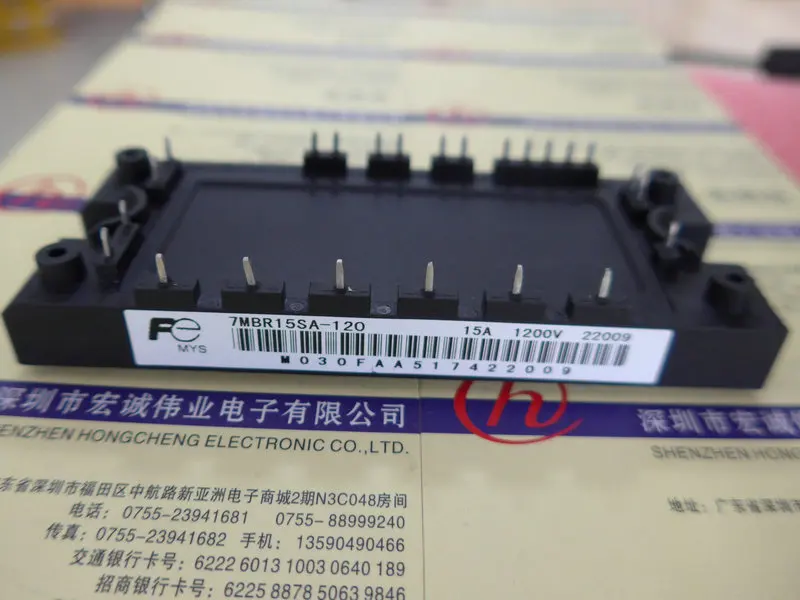 Fe
MYS
7MBR15SA-120 15A 1200V 22009
M030FAA517422009
深圳市宏诚伟业电子有限公司
SHENZHEN HONGCHENG ELECTRONIC CO.,LTD.
东省深圳市福田区中航路新亚洲电子商城2期N3C048房间
电话：0755-23941681 0755-88999240
传真：0755-23941682 手机：13590490466
交通银行卡号：6222 6013 1003 0640 189
招商银行卡号：6225 8878 5063 9846
h
深圳市宏诚伟
SHENZHEN HONGCHENG
地址：广东省深圳市